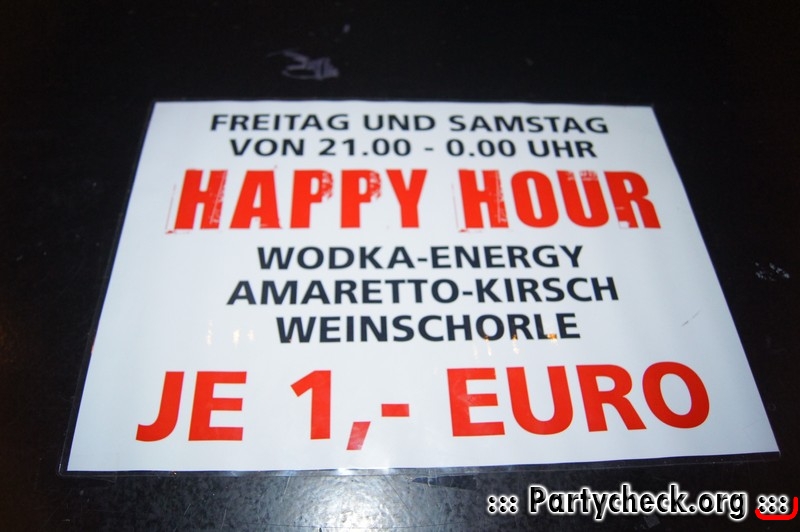 FREITAG UND SAMSTAG
VON 21.00 - 0.00 UHR
HAPPY HOUR
WODKA-ENERGY
AMARETTO-KIRSCH
WEINSCHORLE
JE 1,- EURO
::: Partycheck.org :::